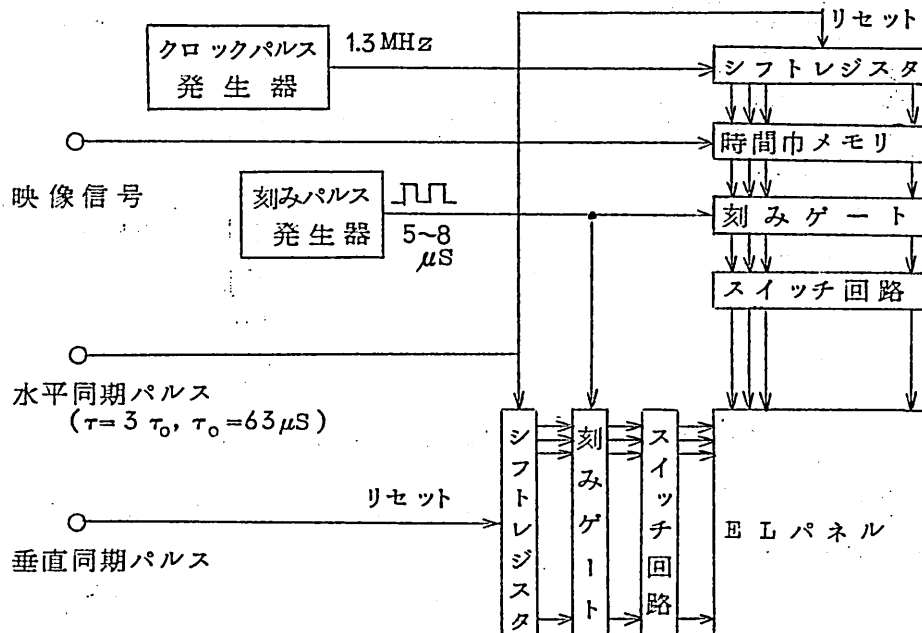 リセット
クロックパルス
発生器
1.3MHz
シフトレジスタ
時間巾メモリ
映像信号
刻みパルス
発生器
5~8
μS
刻みゲート
スイッチ回路
水平同期パルス
(τ=3τ₀, τ₀=63μS)
シフトレジスタ
刻みゲート
スイッチ回路
ELパネル
リセット
垂直同期パルス